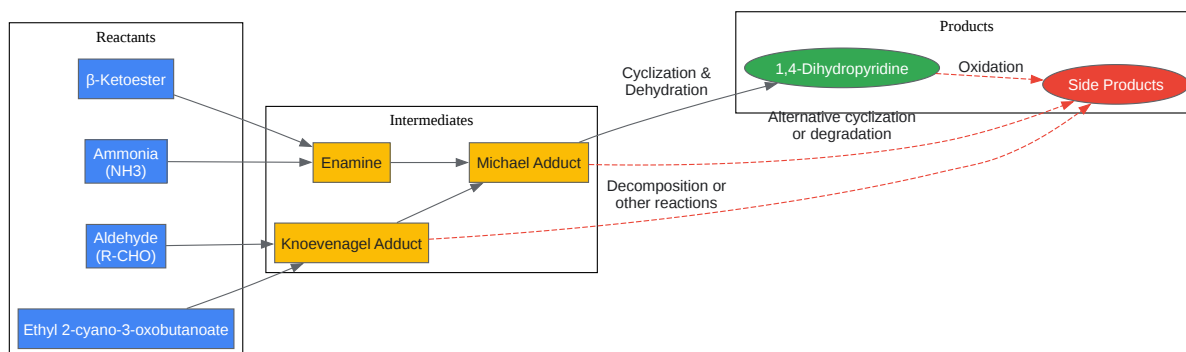 Reactants
β-Ketoester
Ammonia
(NH3)
Aldehyde
(R-CHO)
Ethyl 2-cyano-3-oxobutanoate
Intermediates
Enamine
Michael Adduct
Knoevenagel Adduct
Cyclization &
Dehydration
Alternative cyclization
or degradation
Decomposition or
other reactions
Products
1,4-Dihydropyridine
Oxidation
Side Products